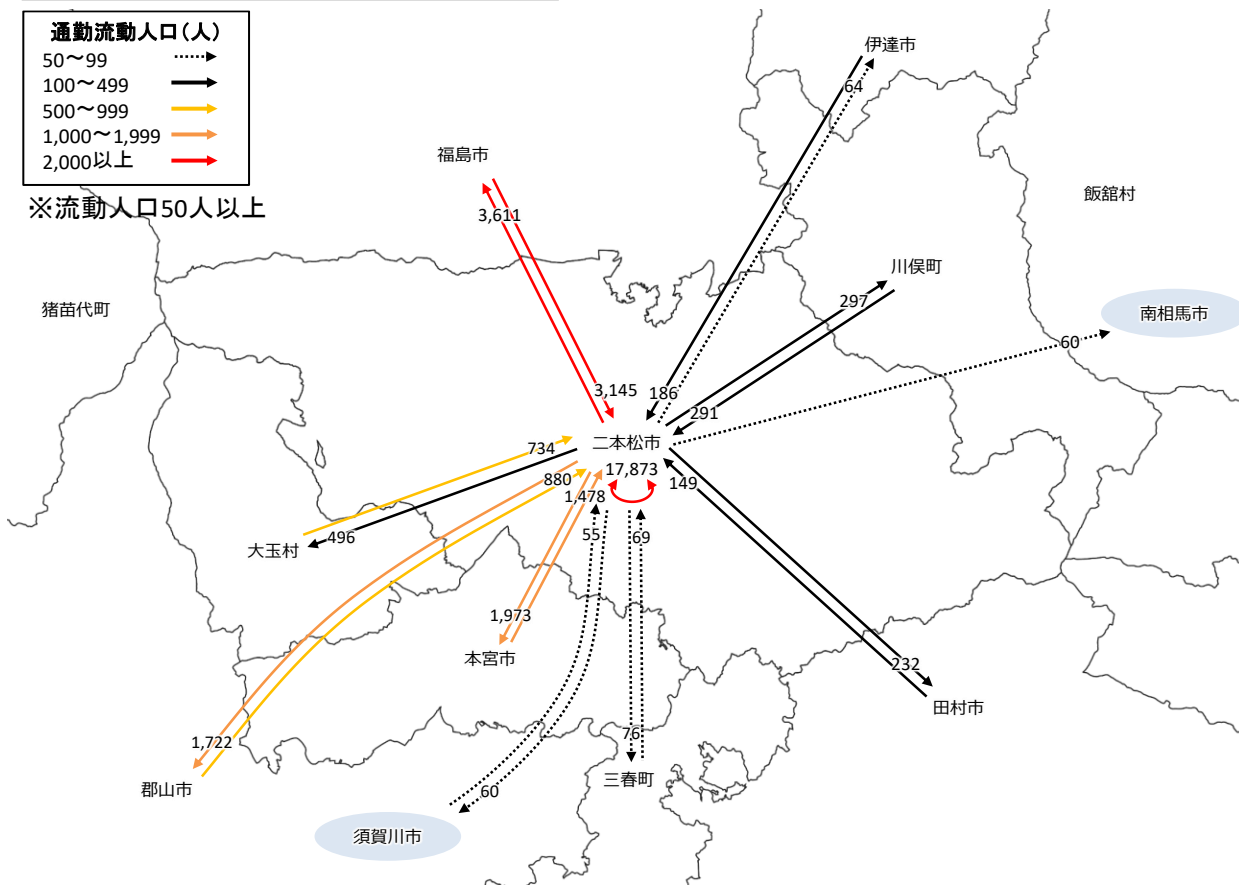 通勤流動人口(人)
50～99
100～499
500～999
1,000～1,999
2,000以上
※流動人口50人以上
伊達市
64
福島市
3,611
飯舘村
川俣町
297
猪苗代町
南相馬市
60
3,145
186
291
二本松市
734
17,873
880
149
1,478
496
55
69
大玉村
1,973
本宮市
232
田村市
1,722
76
郡山市
三春町
60
須賀川市